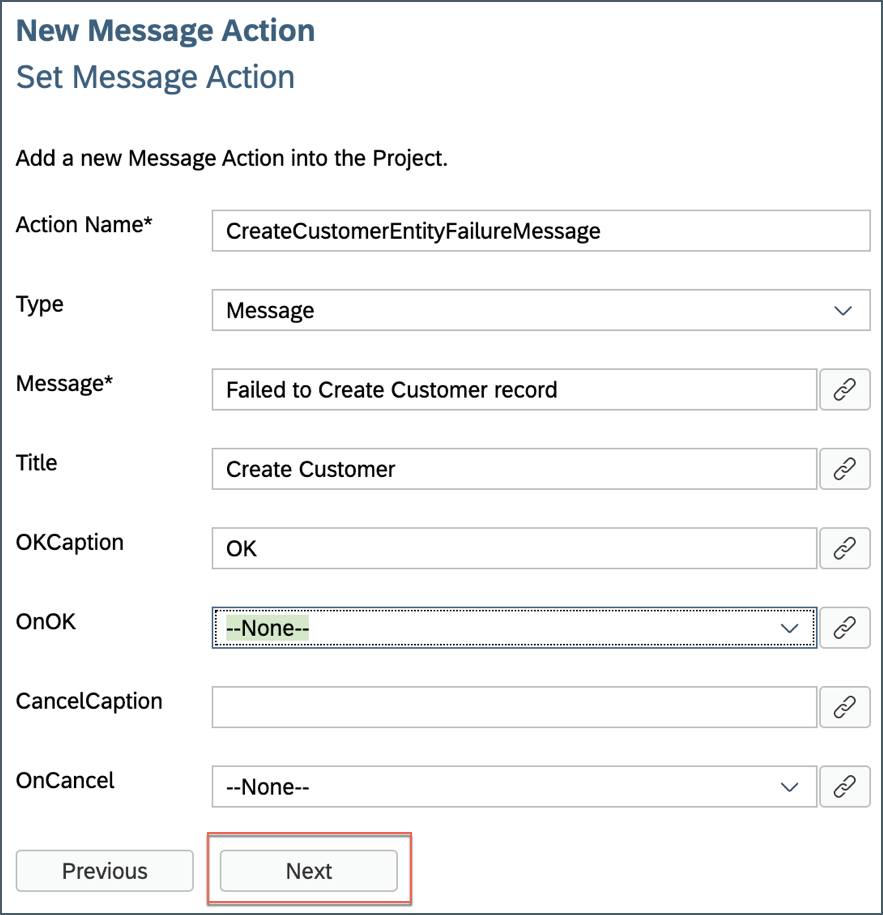 New Message Action
Set Message Action
Add a new Message Action into the Project.
Action Name* CreateCustomerEntityFailureMessage
Type Message
Message* Failed to Create Customer record
Title Create Customer
OKCaption OK
OnOK --None--
CancelCaption
OnCancel --None--
Previous Next